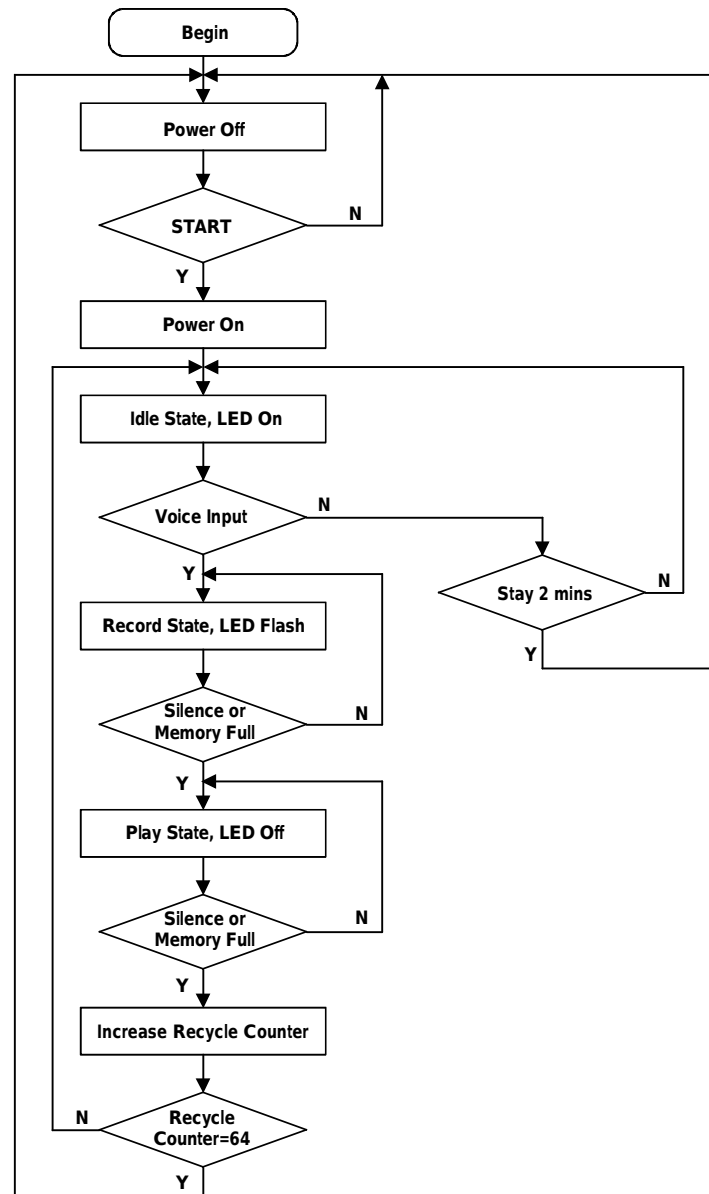 Begin
Power Off
START
N
Y
Power On
Idle State, LED On
Voice Input
N
Y
Stay 2 mins
N
Y
Record State, LED Flash
Silence or
Memory Full
N
Y
Play State, LED Off
Silence or
Memory Full
N
Y
Increase Recycle Counter
Recycle
Counter=64
N
Y